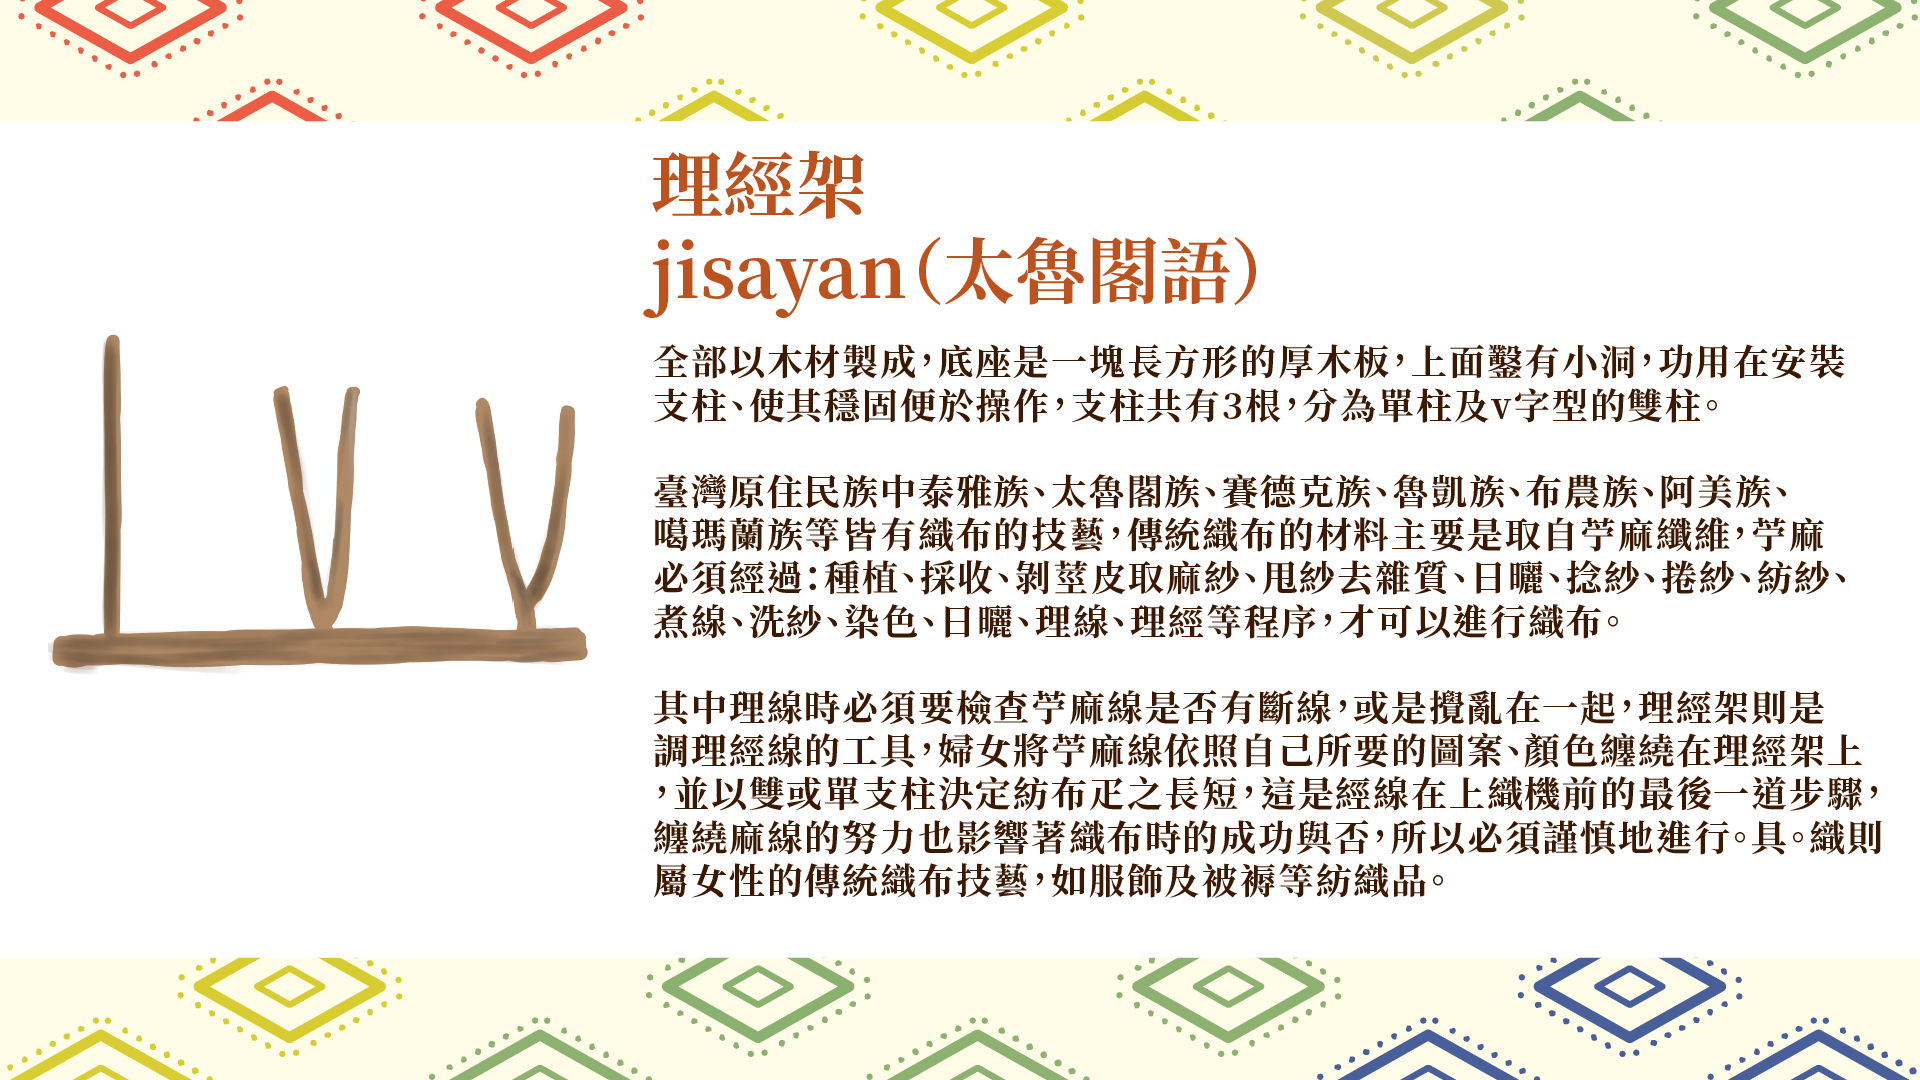 理經架
jisayan（太魯閣語）
全部以木材製成，底座是一塊長方形的厚木板，上面鑿有小洞，功用在安裝
支柱、使其穩固便於操作，支柱共有3根，分為單柱及v字型的雙柱。
臺灣原住民族中泰雅族、太魯閣族、賽德克族、魯凱族、布農族、阿美族、
噶瑪蘭族等皆有織布的技藝，傳統織布的材料主要是取自苧麻纖維，苧麻
必須經過：種植、採收、剝莖皮取麻紗、甩紗去雜質、日曬、捻紗、捲紗、紡紗、
煮線、洗紗、染色、日曬、理線、理經等程序，才可以進行織布。
其中理線時必須要檢查苧麻線是否有斷線，或是攪亂在一起，理經架則是
調理經線的工具，婦女將苧麻線依照自己所要的圖案、顏色纏繞在理經架上
，並以雙或單支柱決定紡布疋之長短，這是經線在上織機前的最後一道步驟，
纏繞麻線的努力也影響著織布時的成功與否，所以必須謹慎地進行。具。織則
屬女性的傳統織布技藝，如服飾及被褥等紡織品。